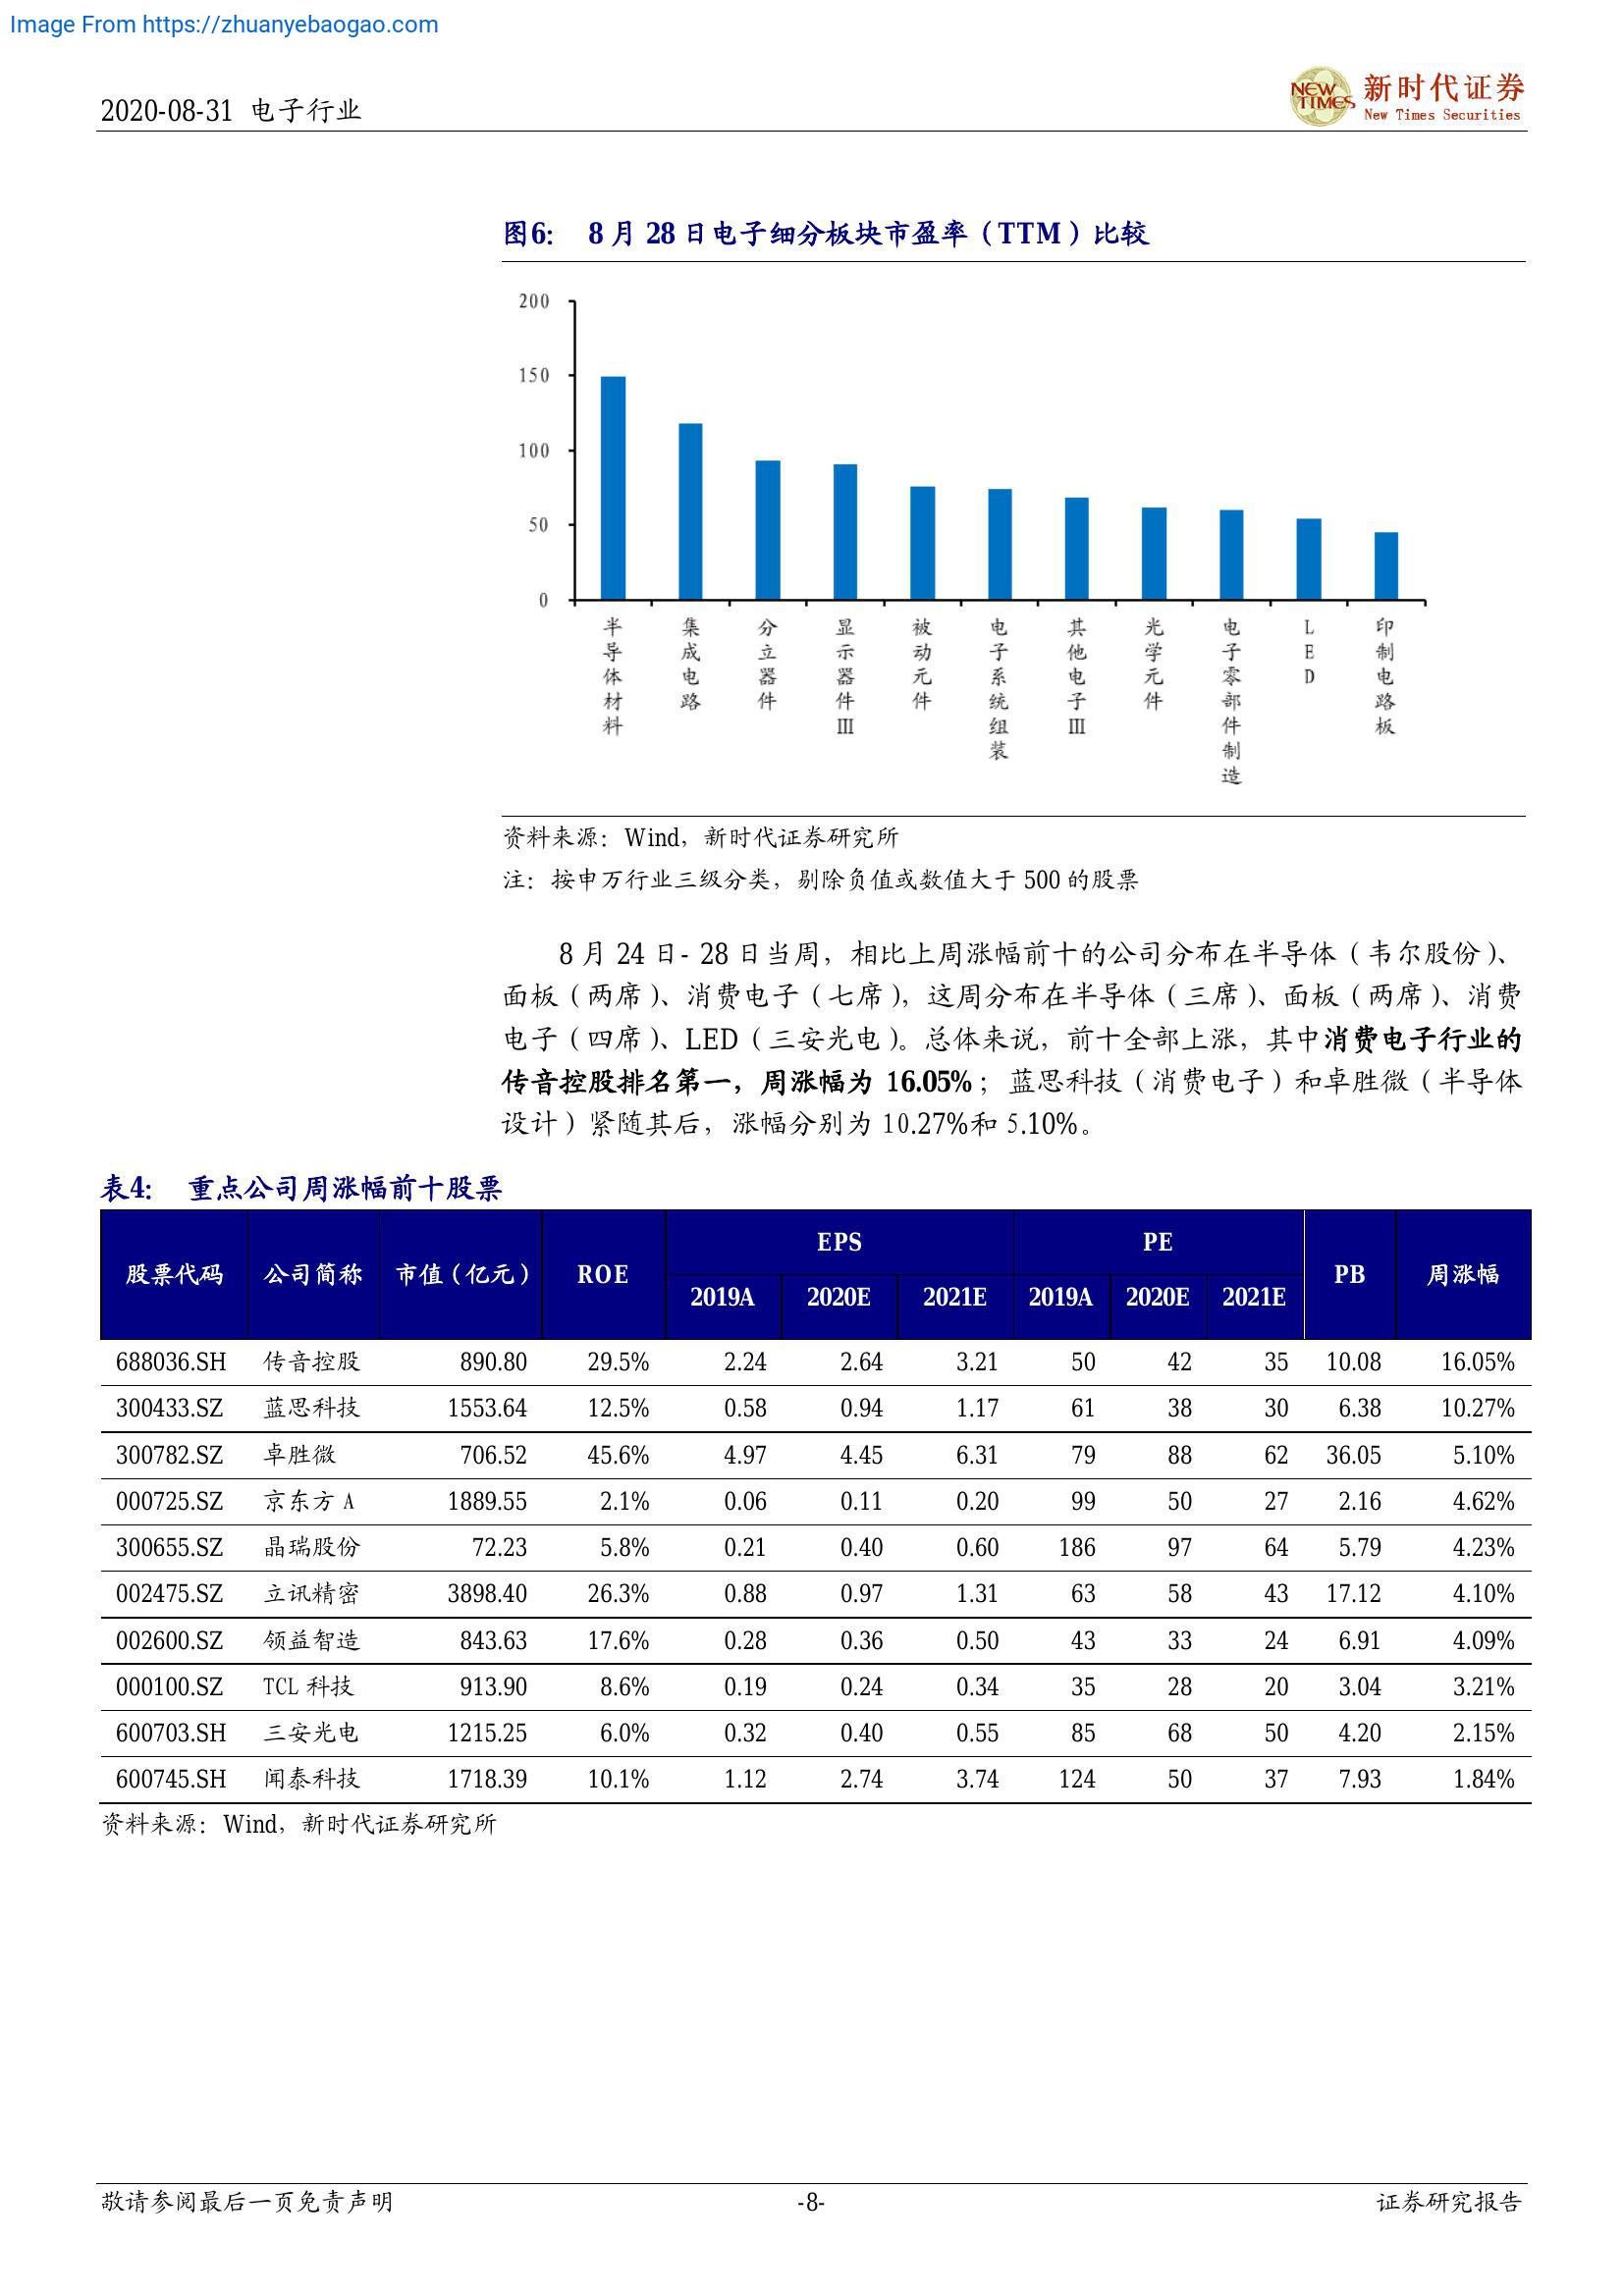 Image From https://zhuanyebaogao.com
2020-08-31 电子行业
NEW TIMES
新时代证券
New Times Securities
图6： 8 月 28 日电子细分板块市盈率（TTM）比较
200
150
100
50
0
半导体材料
集成电路
分立器件
显示器件Ⅲ
被动元件
电子系统组装
其他电子Ⅲ
光学元件
电子零部件制造
LED
印制电路板
资料来源：Wind，新时代证券研究所
注：按申万行业三级分类，剔除负值或数值大于 500 的股票
8 月 24 日- 28 日当周，相比上周涨幅前十的公司分布在半导体（韦尔股份）、
面板（两席）、消费电子（七席），这周分布在半导体（三席）、面板（两席）、消费
电子（四席）、LED（三安光电）。总体来说，前十全部上涨，其中消费电子行业的
传音控股排名第一，周涨幅为 16.05%；蓝思科技（消费电子）和卓胜微（半导体
设计）紧随其后，涨幅分别为 10.27%和 5.10%。
表4： 重点公司周涨幅前十股票
股票代码 公司简称 市值（亿元） ROE EPS PE PB 周涨幅
2019A 2020E 2021E 2019A 2020E 2021E
688036.SH 传音控股 890.80 29.5% 2.24 2.64 3.21 50 42 35 10.08 16.05%
300433.SZ 蓝思科技 1553.64 12.5% 0.58 0.94 1.17 61 38 30 6.38 10.27%
300782.SZ 卓胜微 706.52 45.6% 4.97 4.45 6.31 79 88 62 36.05 5.10%
000725.SZ 京东方 A 1889.55 2.1% 0.06 0.11 0.20 99 50 27 2.16 4.62%
300655.SZ 晶瑞股份 72.23 5.8% 0.21 0.40 0.60 186 97 64 5.79 4.23%
002475.SZ 立讯精密 3898.40 26.3% 0.88 0.97 1.31 63 58 43 17.12 4.10%
002600.SZ 领益智造 843.63 17.6% 0.28 0.36 0.50 43 33 24 6.91 4.09%
000100.SZ TCL 科技 913.90 8.6% 0.19 0.24 0.34 35 28 20 3.04 3.21%
600703.SH 三安光电 1215.25 6.0% 0.32 0.40 0.55 85 68 50 4.20 2.15%
600745.SH 闻泰科技 1718.39 10.1% 1.12 2.74 3.74 124 50 37 7.93 1.84%
资料来源：Wind，新时代证券研究所
敬请参阅最后一页免责声明 -8- 证券研究报告